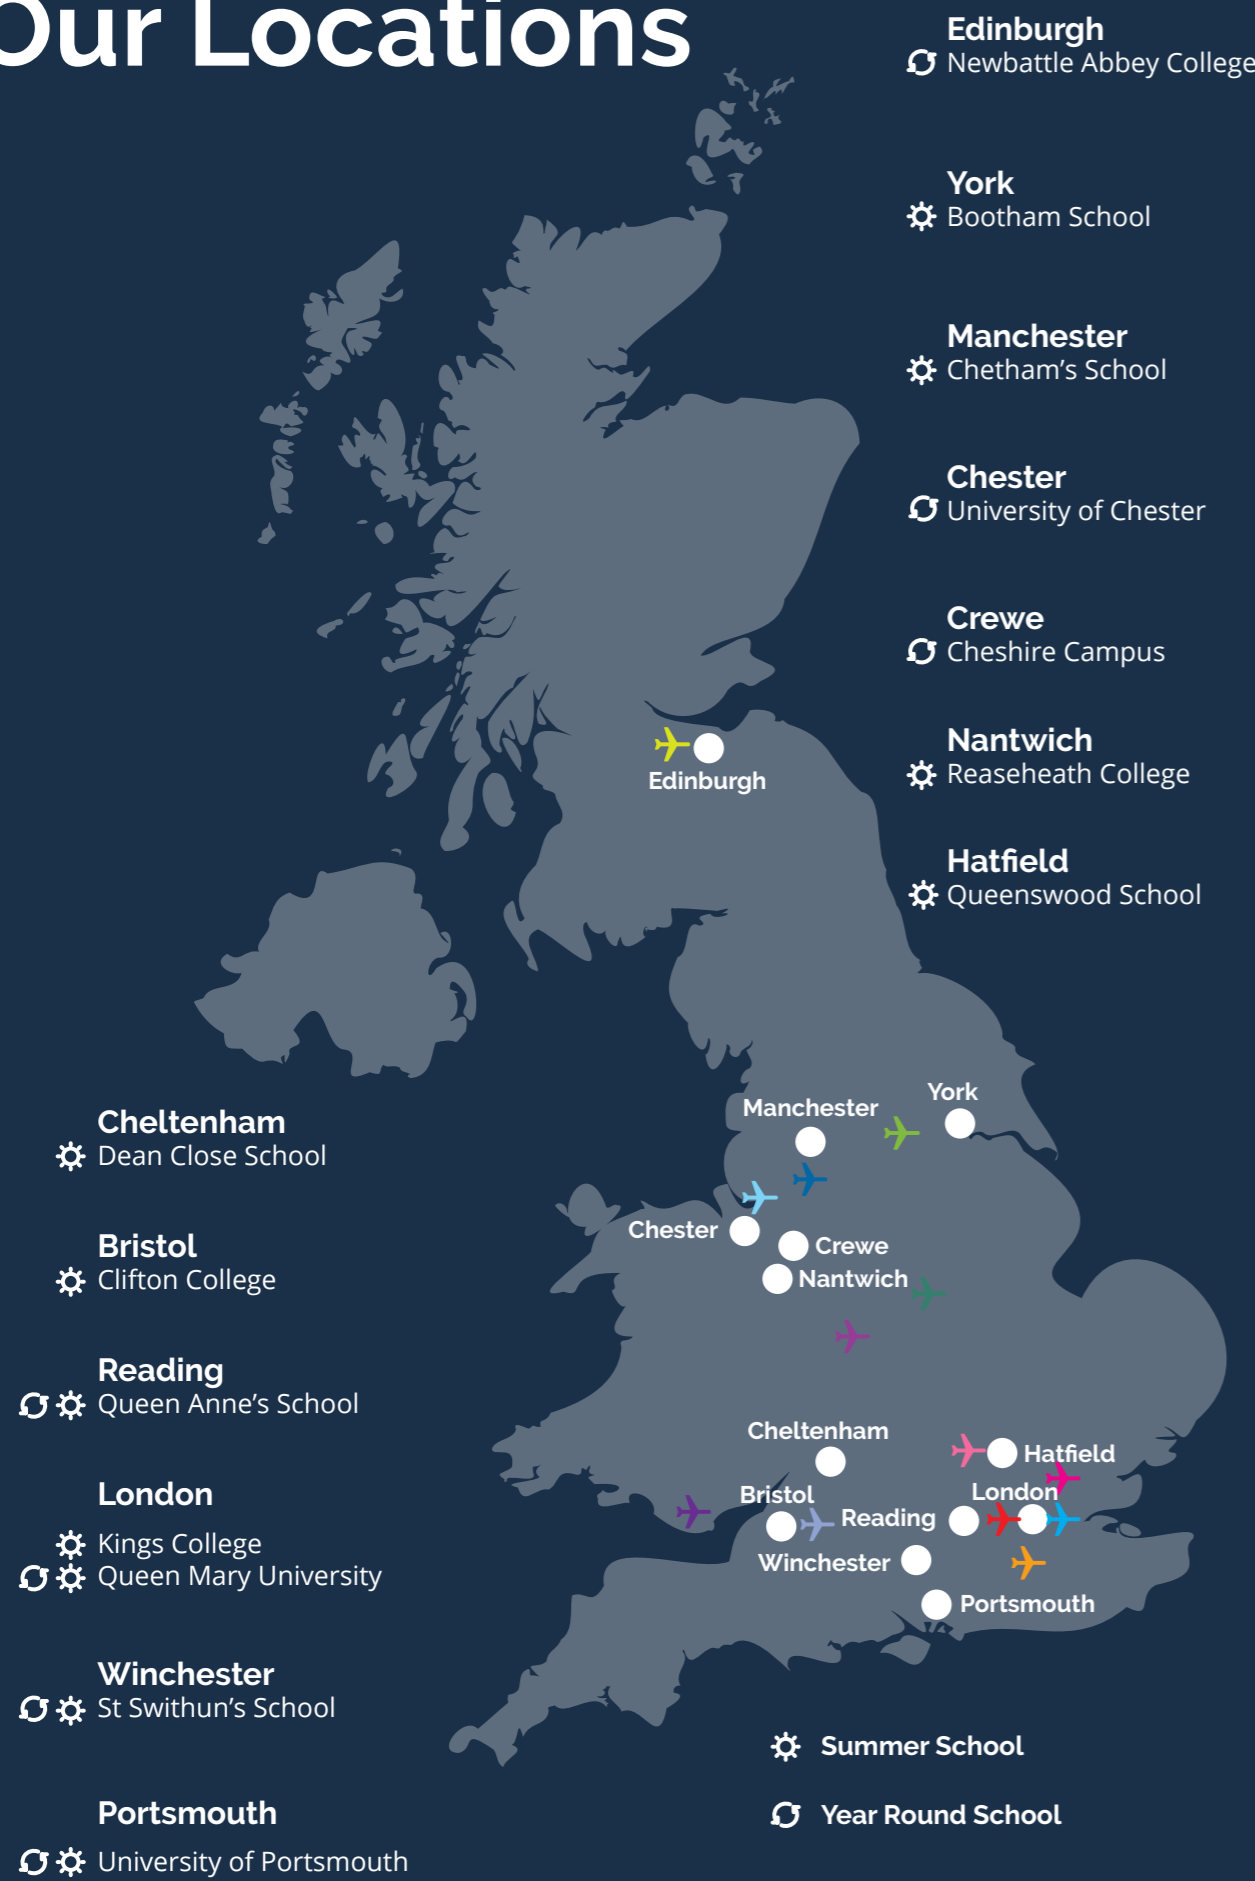 Our Locations
Edinburgh
Newbattle Abbey College
York
Bootham School
Manchester
Chetham's School
Chester
University of Chester
Crewe
Cheshire Campus
Nantwich
Reaseheath College
Hatfield
Queenswood School
Edinburgh
York
Manchester
Chester
Crewe
Nantwich
Cheltenham
Hatfield
London
Bristol
Reading
Winchester
Portsmouth
Cheltenham
Dean Close School
Bristol
Clifton College
Reading
Queen Anne's School
London
Kings College
Queen Mary University
Winchester
St Swithun's School
Portsmouth
University of Portsmouth
Summer School
Year Round School